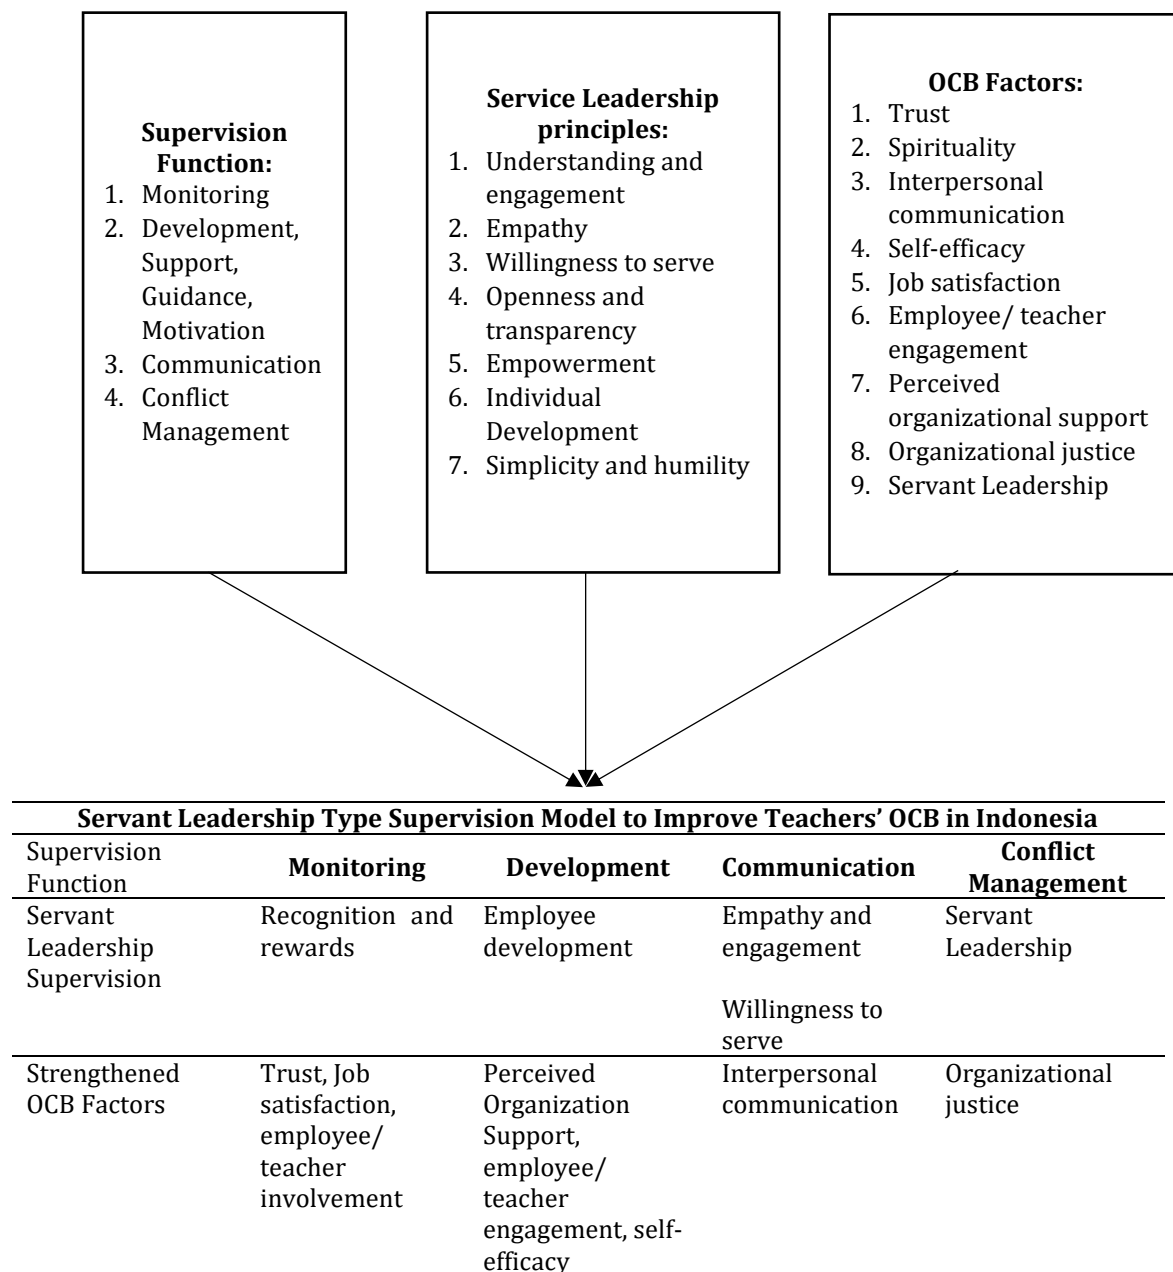 Supervision
Function:
1. Monitoring
2. Development,
Support,
Guidance,
Motivation
3. Communication
4. Conflict
Management
Service Leadership
principles:
1. Understanding and
engagement
2. Empathy
3. Willingness to serve
4. Openness and
transparency
5. Empowerment
6. Individual
Development
7. Simplicity and humility
OCB Factors:
1. Trust
2. Spirituality
3. Interpersonal
communication
4. Self-efficacy
5. Job satisfaction
6. Employee/ teacher
engagement
7. Perceived
organizational support
8. Organizational justice
9. Servant Leadership
Servant Leadership Type Supervision Model to Improve Teachers' OCB in Indonesia
Supervision
Function
Monitoring
Development
Communication
Conflict
Management
Servant
Leadership
Supervision
Recognition and
rewards
Employee
development
Empathy and
engagement
Willingness to
serve
Servant
Leadership
Strengthened
OCB Factors
Trust, Job
satisfaction,
employee/
teacher
involvement
Perceived
Organization
Support,
employee/
teacher
engagement, self-
efficacy
Interpersonal
communication
Organizational
justice